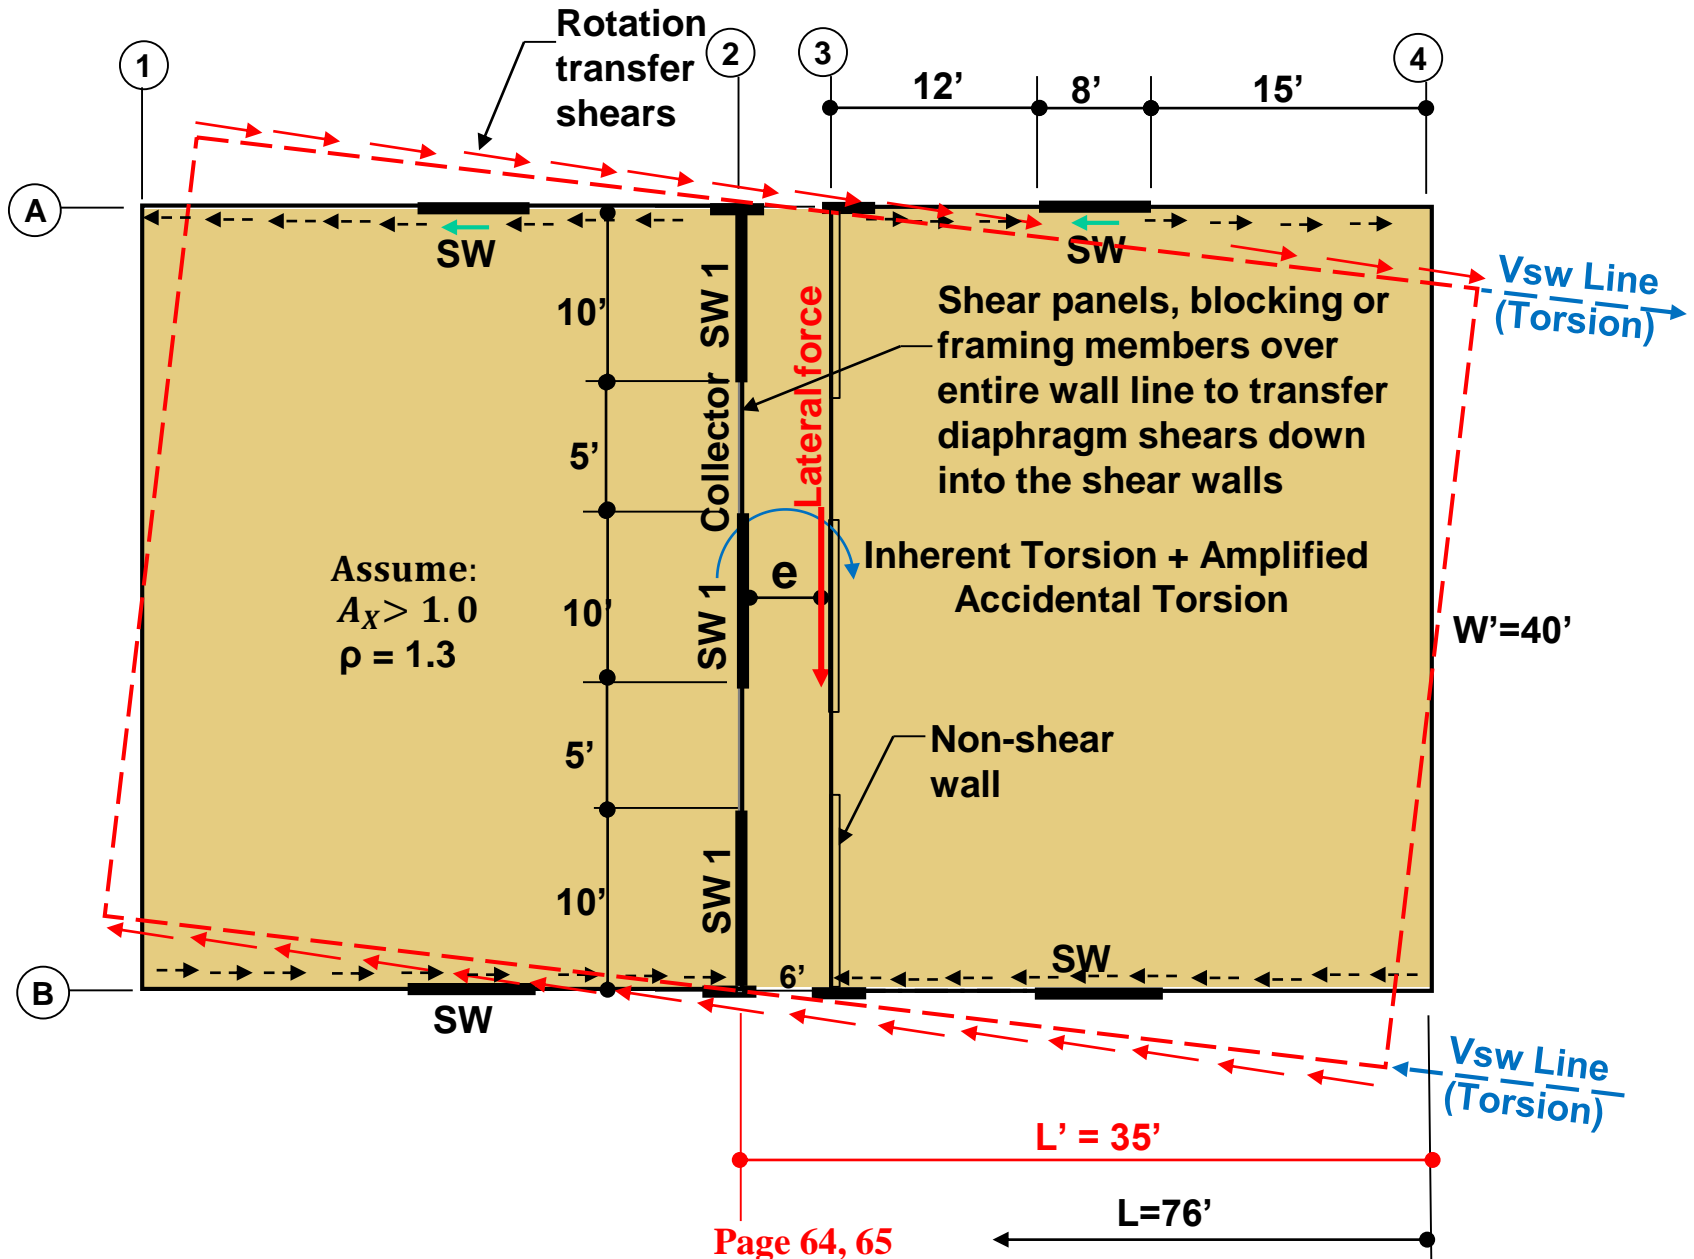 Rotation
transfer
shears
1
2
3
4
12’
8’
15’
A
SW
SW
Vsw Line
(Torsion)
10’
SW 1
Lateral force
Shear panels, blocking or
framing members over
entire wall line to transfer
diaphragm shears down
into the shear walls
Collector
5’
Assume:
A_X > 1.0
ρ = 1.3
10’
SW 1
e
Inherent Torsion + Amplified
Accidental Torsion
W’=40’
5’
Non-shear
wall
10’
SW 1
SW
6’
B
SW
Vsw Line
(Torsion)
L’ = 35’
L=76’
Page 64, 65